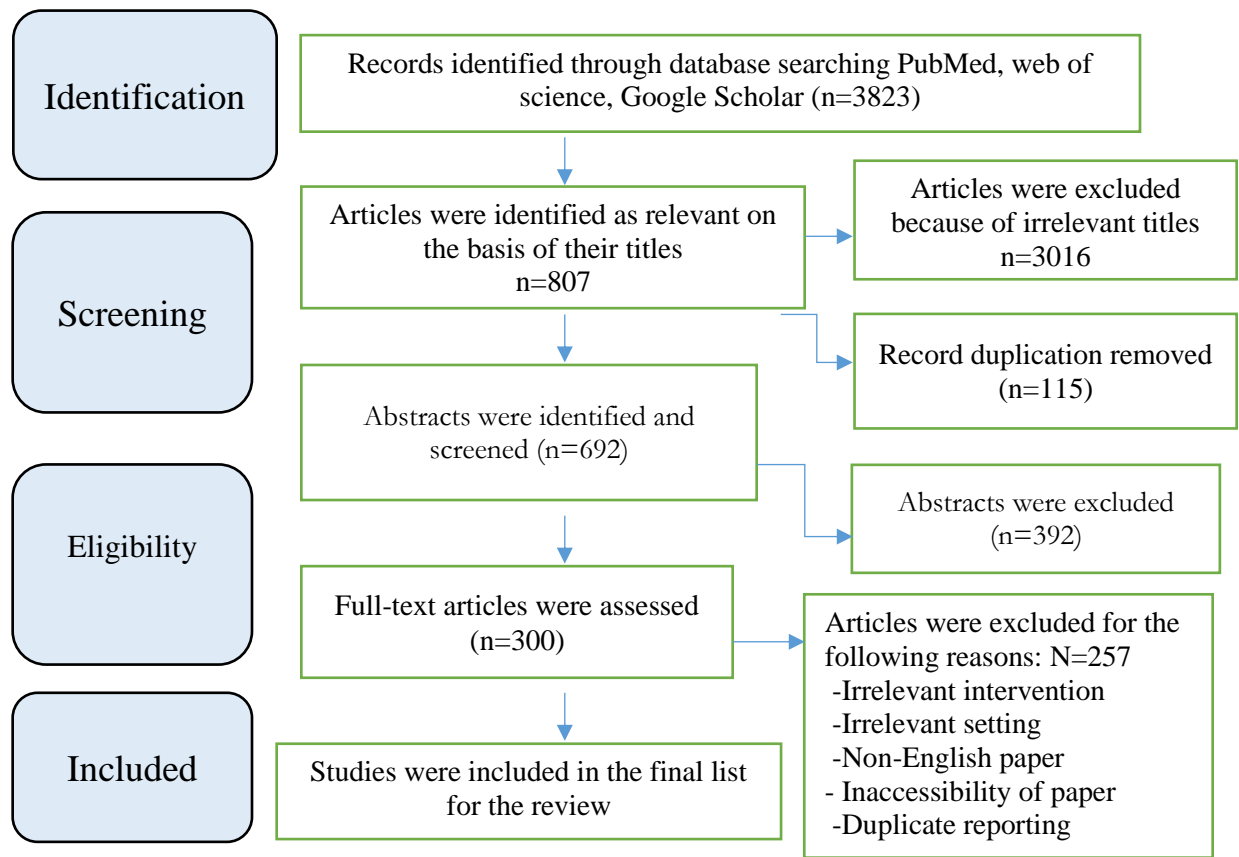 Identification
Records identified through database searching PubMed, web of
science, Google Scholar (n=3823)
Screening
Articles were identified as relevant on
the basis of their titles
n=807
Articles were excluded
because of irrelevant titles
n=3016
Record duplication removed
(n=115)
Abstracts were identified and
screened (n=692)
Abstracts were excluded
(n=392)
Eligibility
Full-text articles were assessed
(n=300)
Articles were excluded for the
following reasons: N=257
-Irrelevant intervention
-Irrelevant setting
-Non-English paper
- Inaccessibility of paper
-Duplicate reporting
Included
Studies were included in the final list
for the review